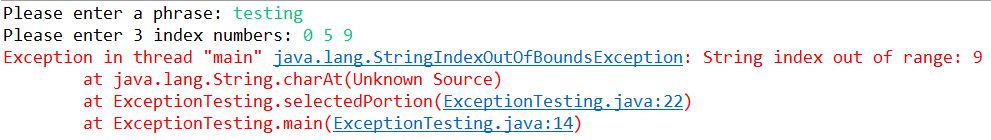 Please enter a phrase: testing
Please enter 3 index numbers: 0 5 9
Exception in thread "main" java.lang.StringIndexOutOfBoundsException: String index out of range: 9
at java.lang.String.charAt(Unknown Source)
at ExceptionTesting.selectedPortion(ExceptionTesting.java:22)
at ExceptionTesting.main(ExceptionTesting.java:14)